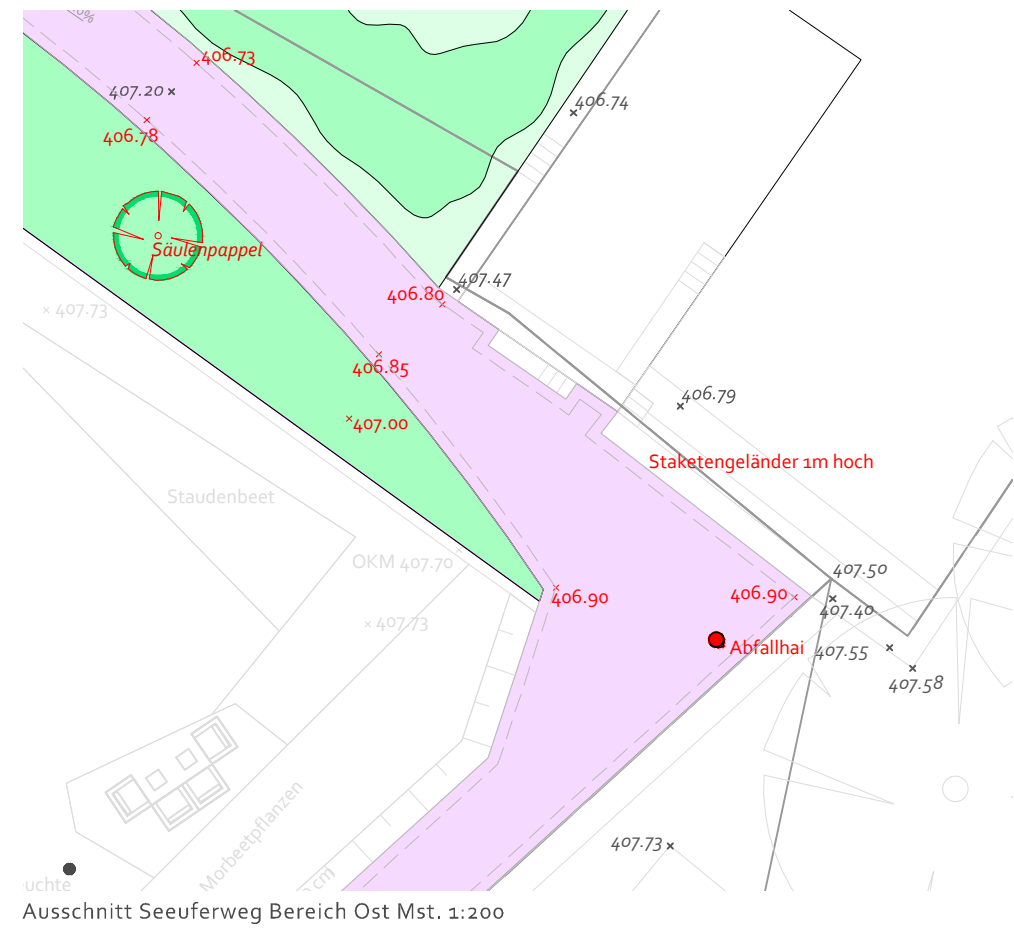 406.73
407.20
406.74
406.78
Säulenpappel
407.47
406.80
407.73
406.85
406.79
407.00
Staketengeländer 1m hoch
Staudenbeet
OKM 407.70
407.50
406.90
406.90
407.40
407.73
Abfallhai
407.55
407.58
Morbeetpflanzen
407.73
cm
uchte
Ausschnitt Seeuferweg Bereich Ost Mst. 1:200